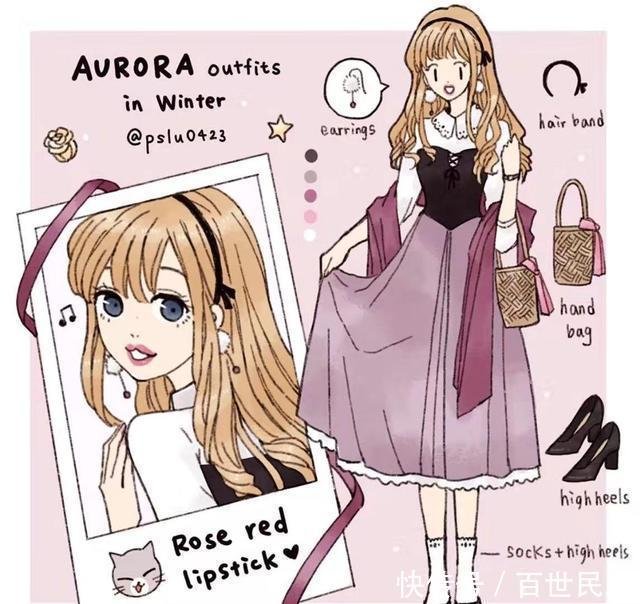 AURORA outfits
in Winter
@pslu0423
earrings
hair band
hand
bag
high heels
socks + high heels
Rose red
lipstick ♥
快传号 / 百世民